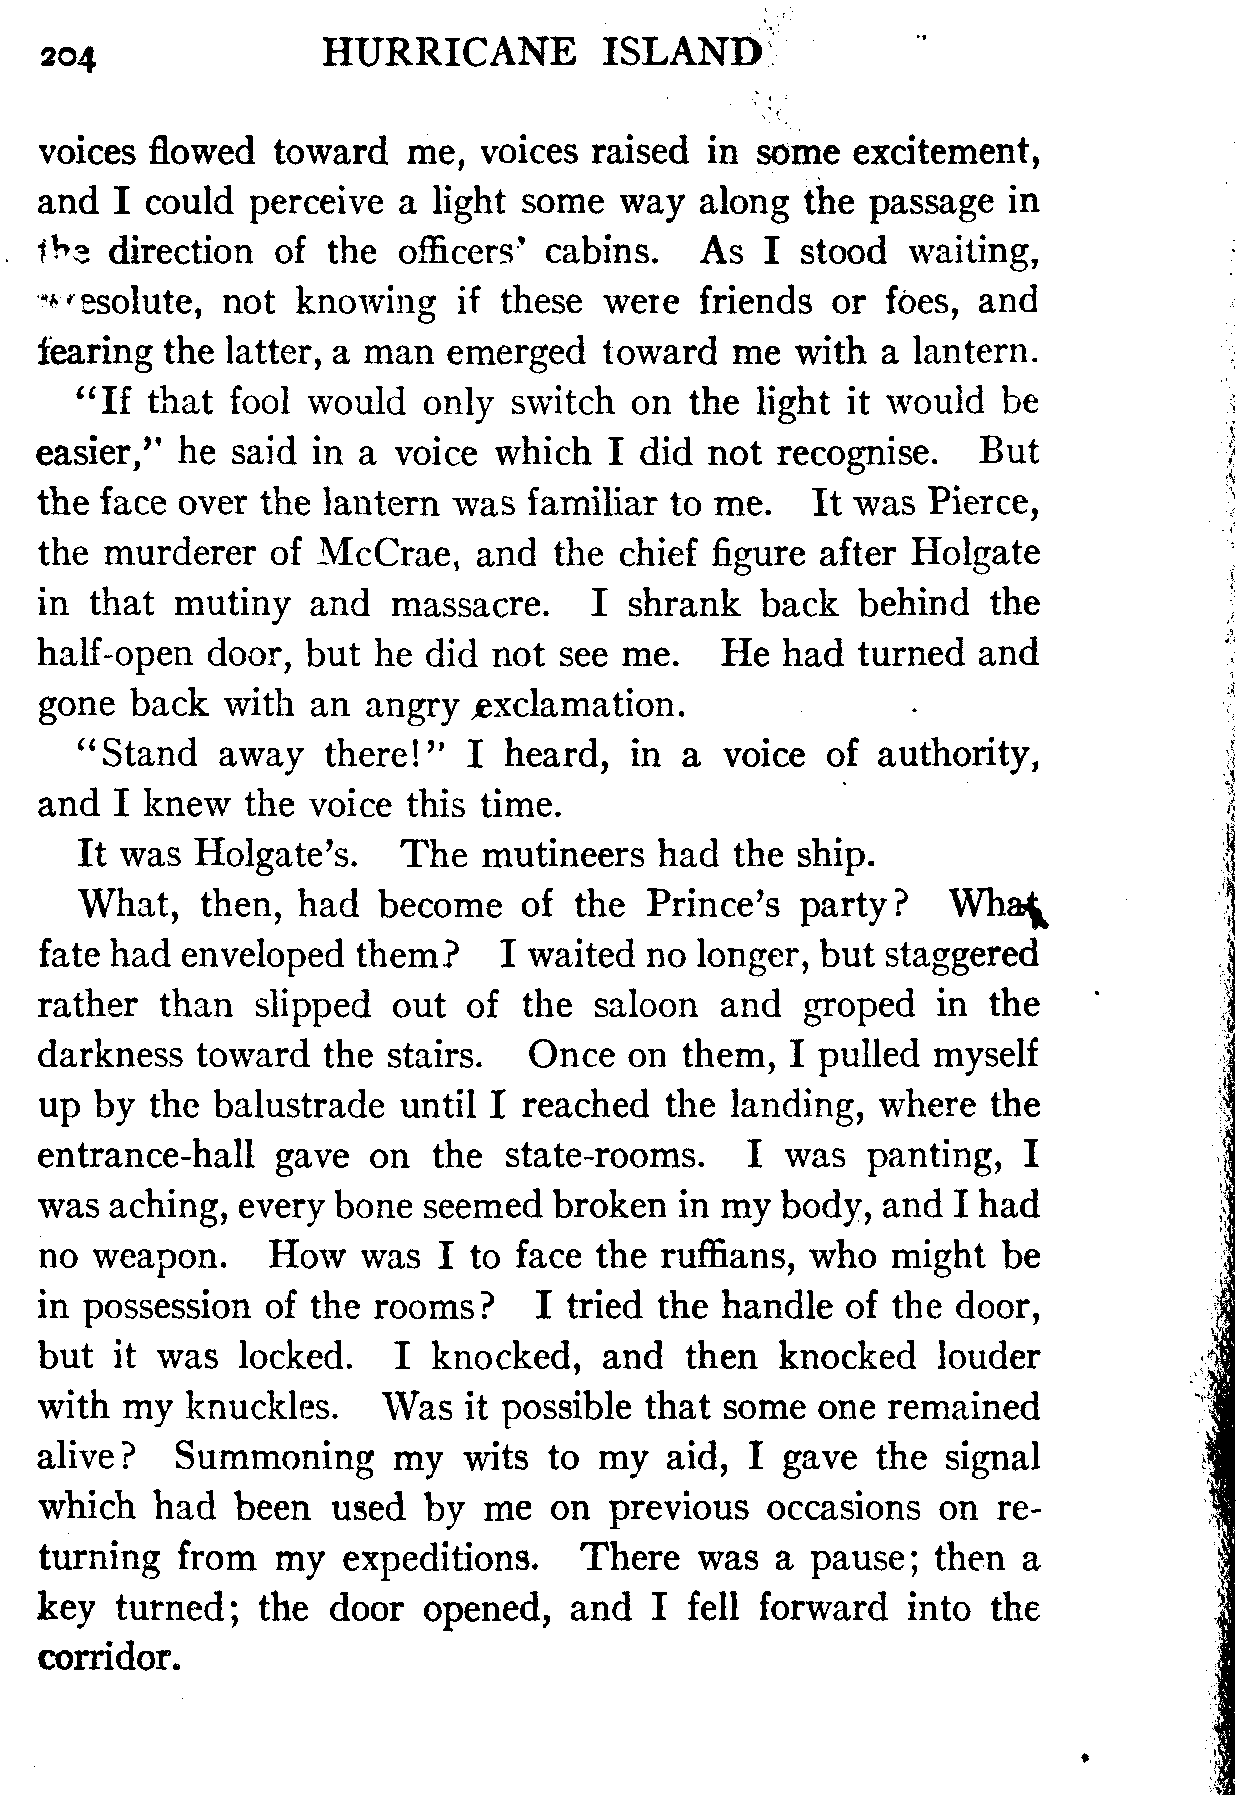 204 HURRICANE ISLAND
voices flowed toward me, voices raised in some excitement,
and I could perceive a light some way along the passage in
the direction of the officers' cabins. As I stood waiting,
irresolute, not knowing if these were friends or foes, and
fearing the latter, a man emerged toward me with a lantern.
“If that fool would only switch on the light it would be
easier,” he said in a voice which I did not recognise. But
the face over the lantern was familiar to me. It was Pierce,
the murderer of McCrae, and the chief figure after Holgate
in that mutiny and massacre. I shrank back behind the
half-open door, but he did not see me. He had turned and
gone back with an angry exclamation.
“Stand away there!” I heard, in a voice of authority,
and I knew the voice this time.
It was Holgate's. The mutineers had the ship.
What, then, had become of the Prince's party? What
fate had enveloped them? I waited no longer, but staggered
rather than slipped out of the saloon and groped in the
darkness toward the stairs. Once on them, I pulled myself
up by the balustrade until I reached the landing, where the
entrance-hall gave on the state-rooms. I was panting, I
was aching, every bone seemed broken in my body, and I had
no weapon. How was I to face the ruffians, who might be
in possession of the rooms? I tried the handle of the door,
but it was locked. I knocked, and then knocked louder
with my knuckles. Was it possible that some one remained
alive? Summoning my wits to my aid, I gave the signal
which had been used by me on previous occasions on re-
turning from my expeditions. There was a pause; then a
key turned; the door opened, and I fell forward into the
corridor.